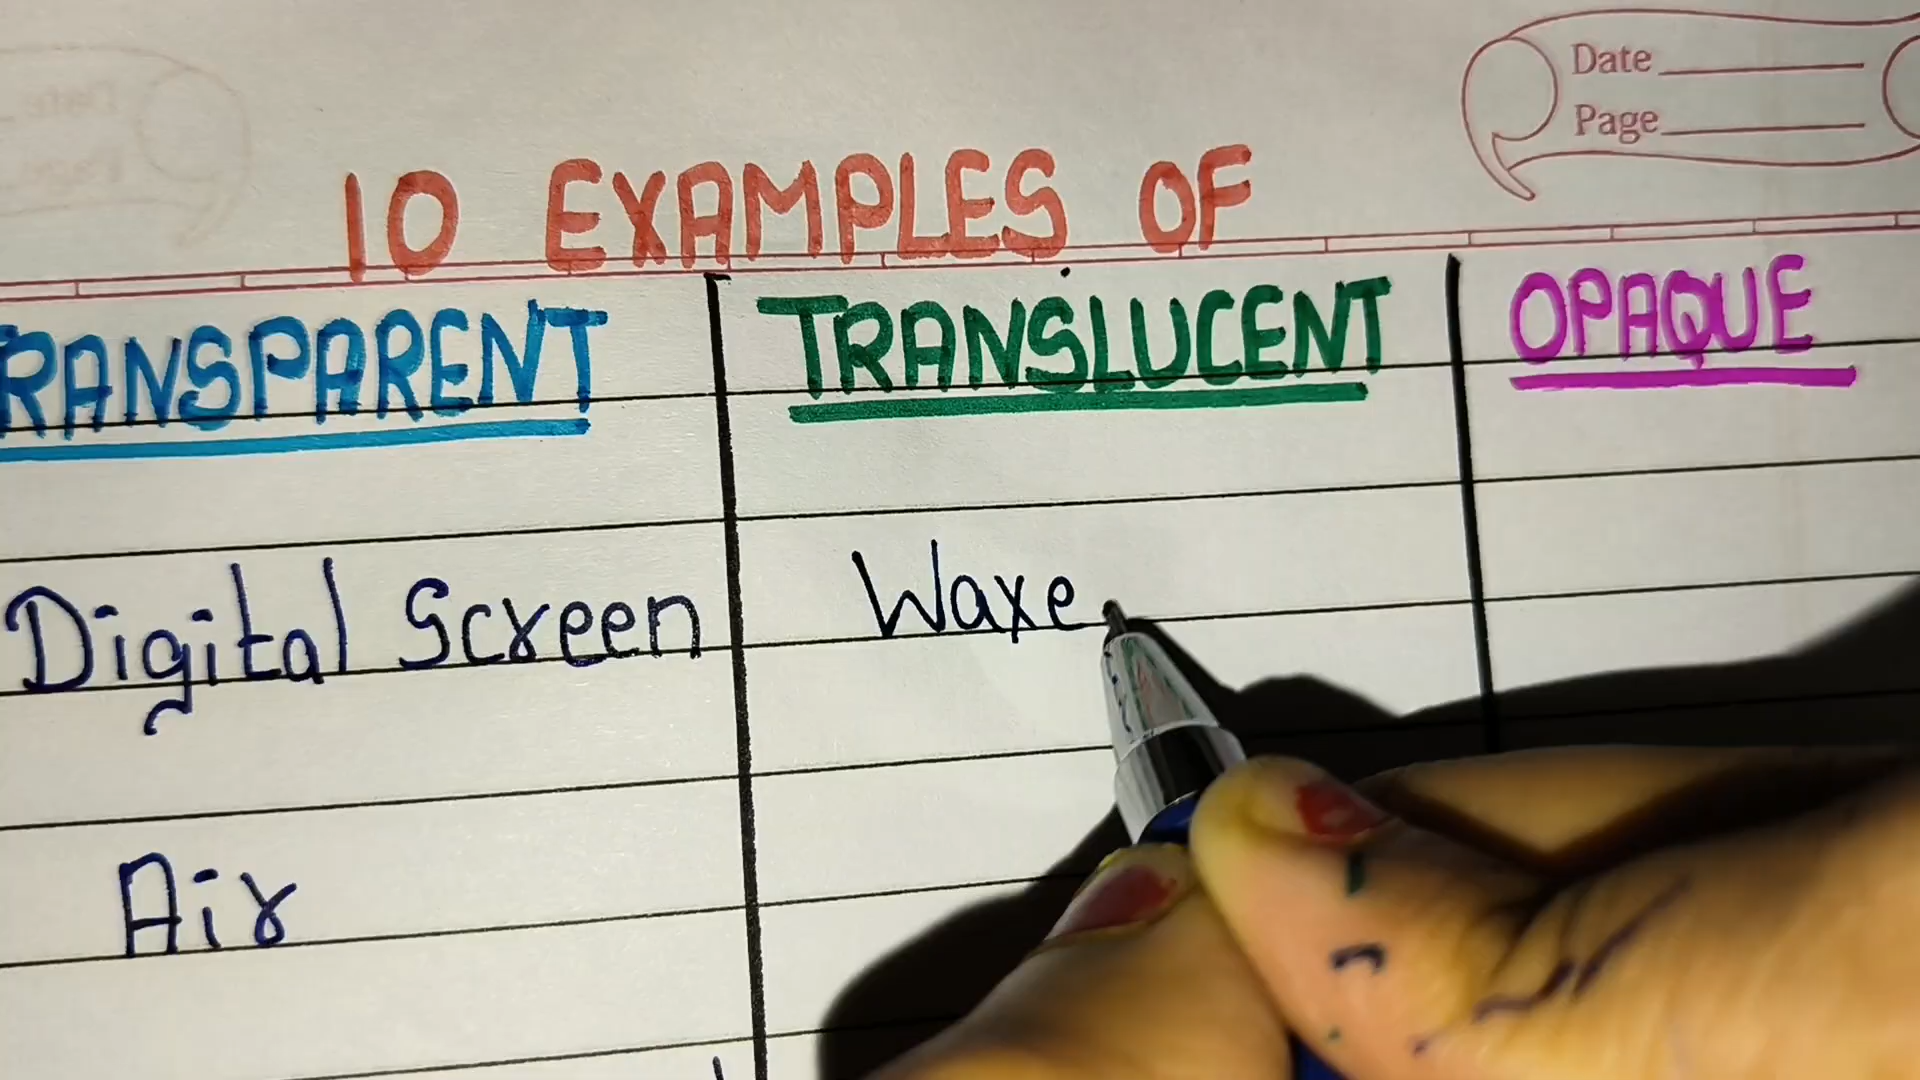 Date
Page
10 EXAMPLES OF
RANSPARENT TRANSLUCENT OPAQUE
Digital Screen Waxe
Air